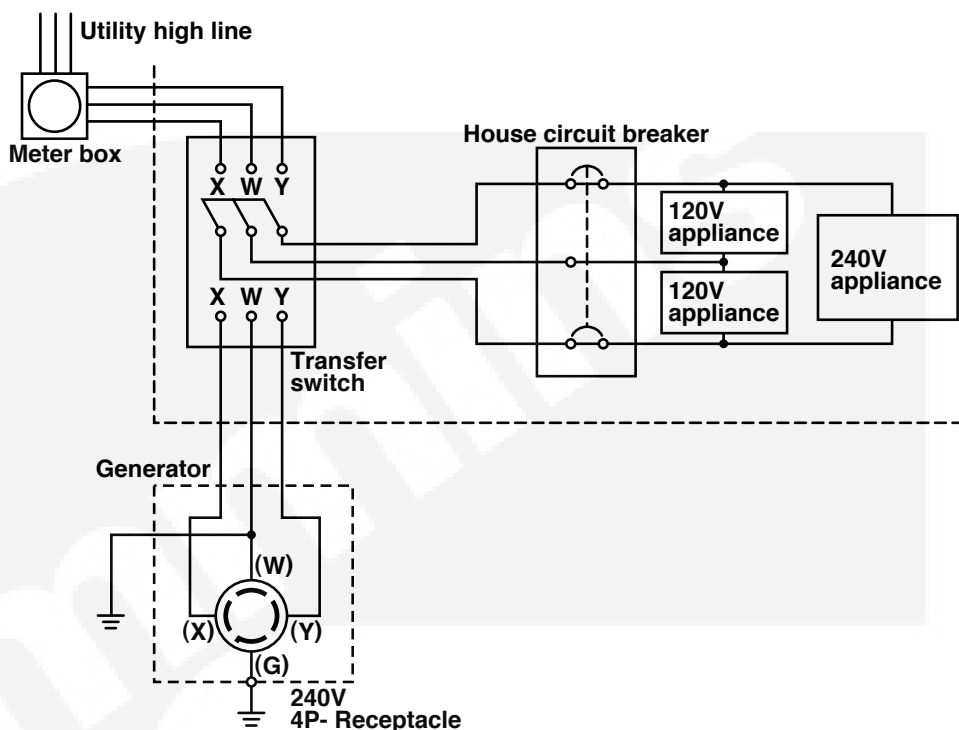 Utility high line
Meter box
House circuit breaker
X W Y
120V
appliance
240V
appliance
120V
appliance
X W Y
Transfer
switch
Generator
(W)
(X)
(Y)
(G)
240V
4P- Receptacle